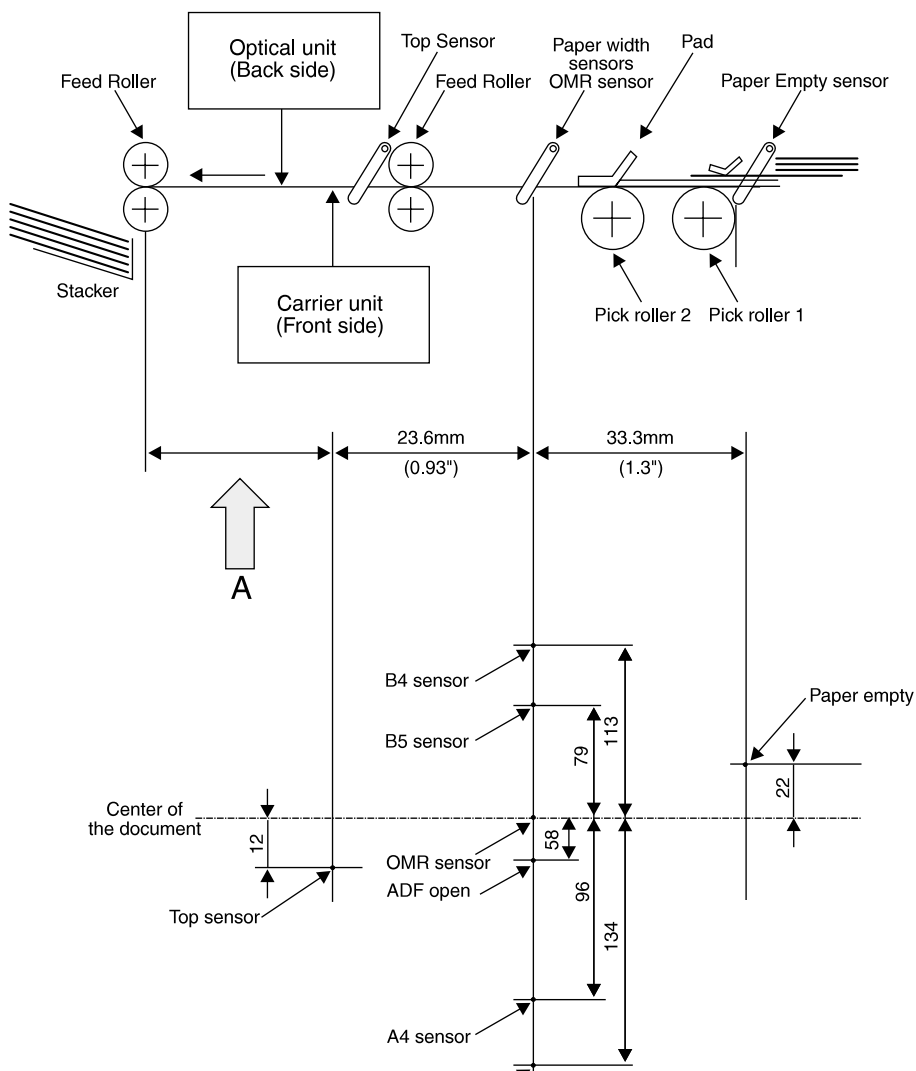 Optical unit
(Back side)
Top Sensor
Paper width
sensors
OMR sensor
Pad
Feed Roller
Feed Roller
Paper Empty sensor
Stacker
Carrier unit
(Front side)
Pick roller 2
Pick roller 1
23.6mm
(0.93")
33.3mm
(1.3")
A
B4 sensor
B5 sensor
Paper empty
113
79
22
Center of
the document
12
OMR sensor
58
ADF open
96
Top sensor
134
A4 sensor